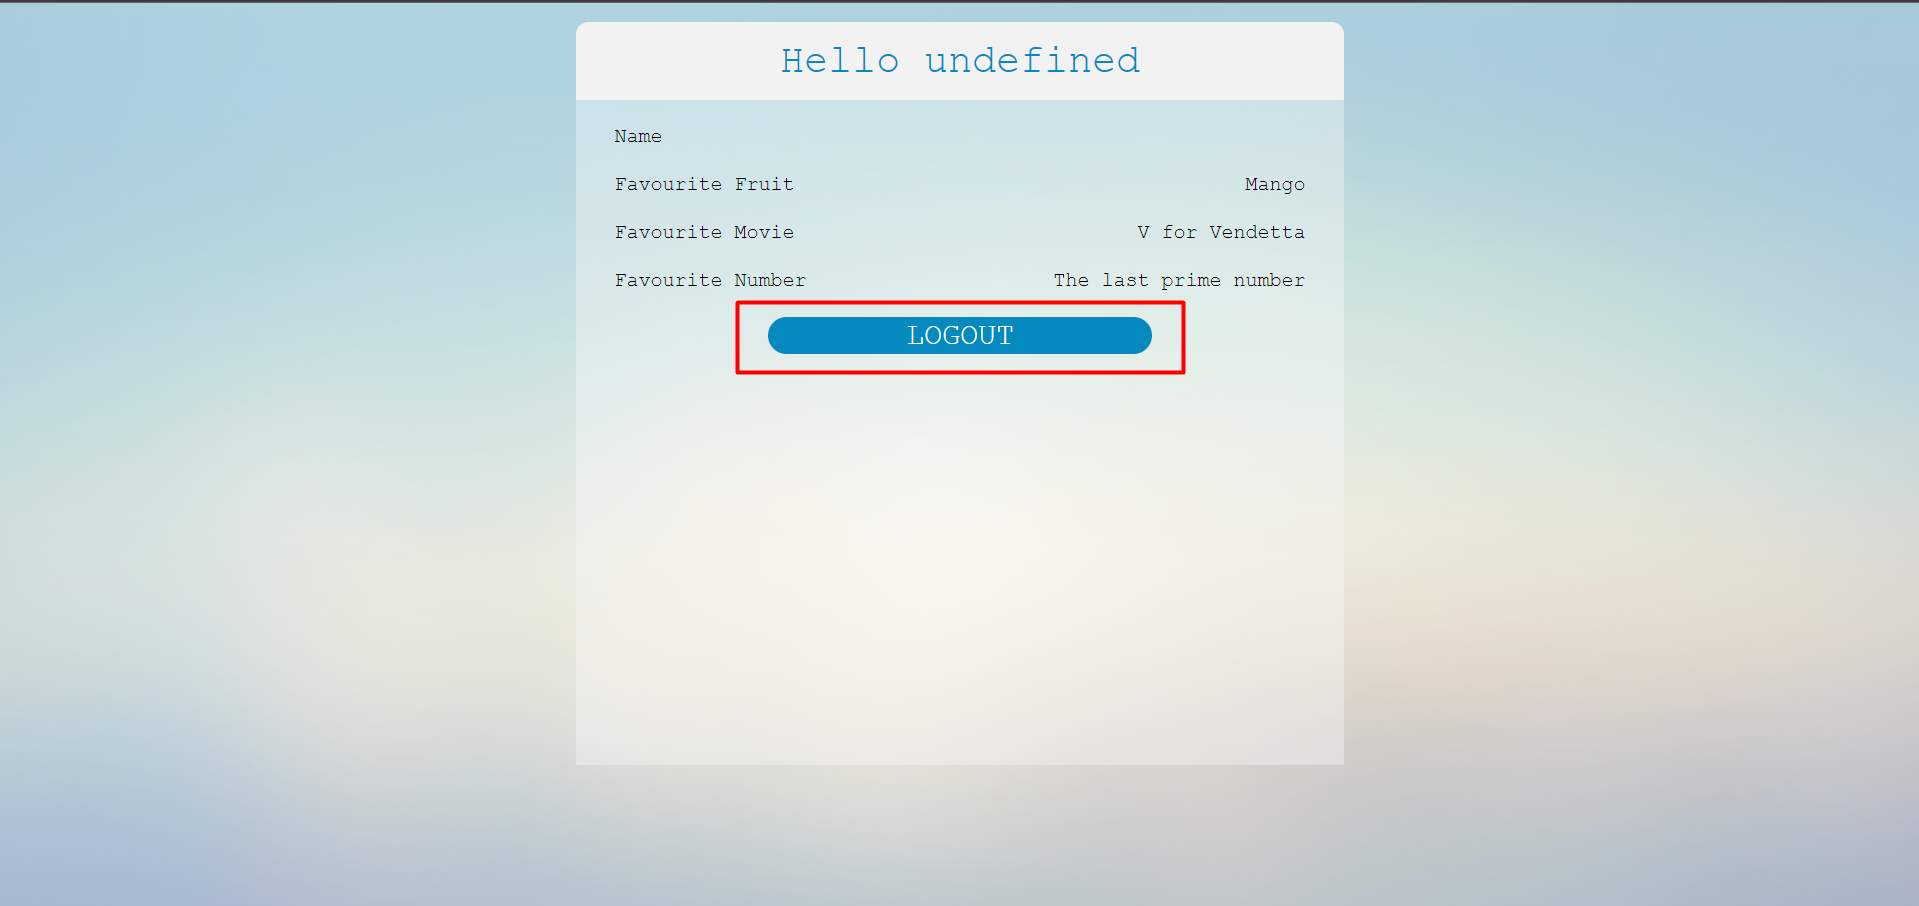 Hello undefined
Name
Favourite Fruit Mango
Favourite Movie V for Vendetta
Favourite Number The last prime number
LOGOUT